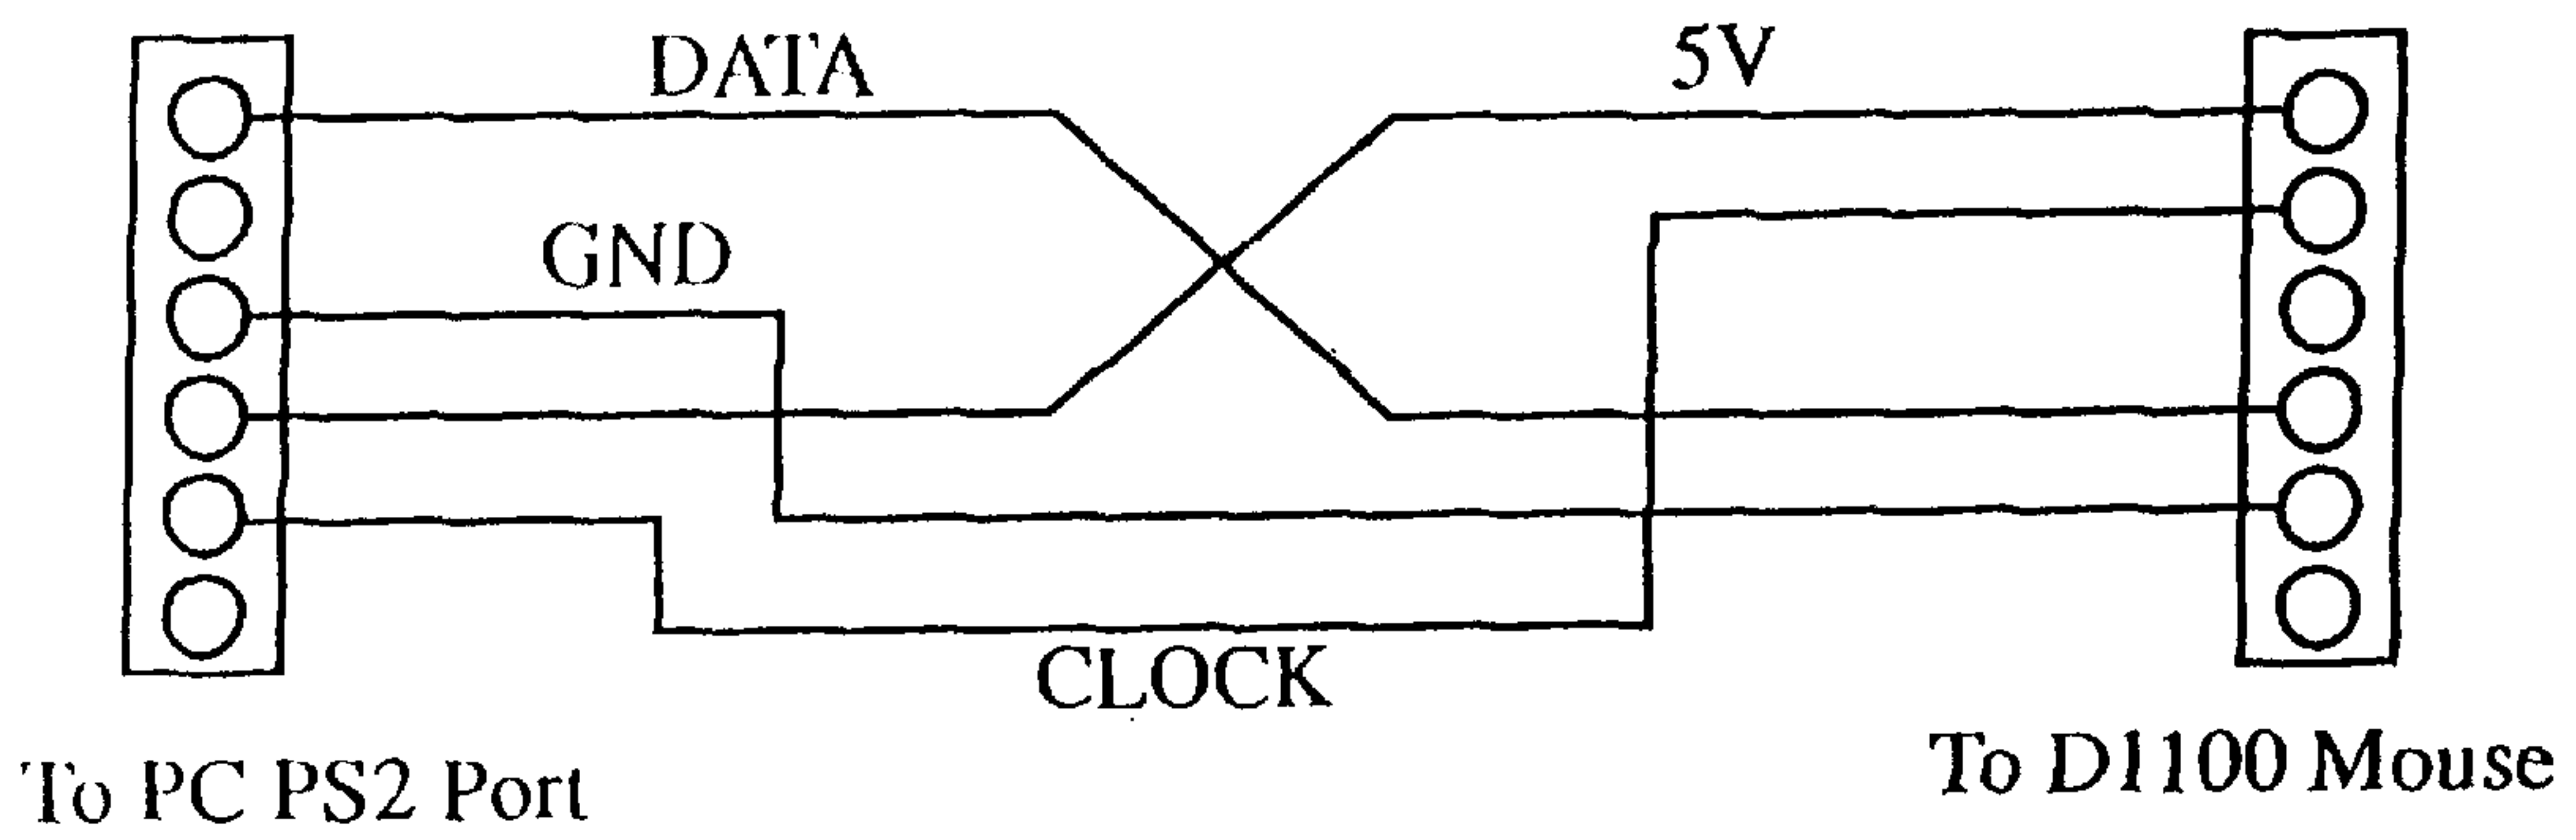 DATA
5V
GND
CLOCK
To PC PS2 Port
To D1100 Mouse